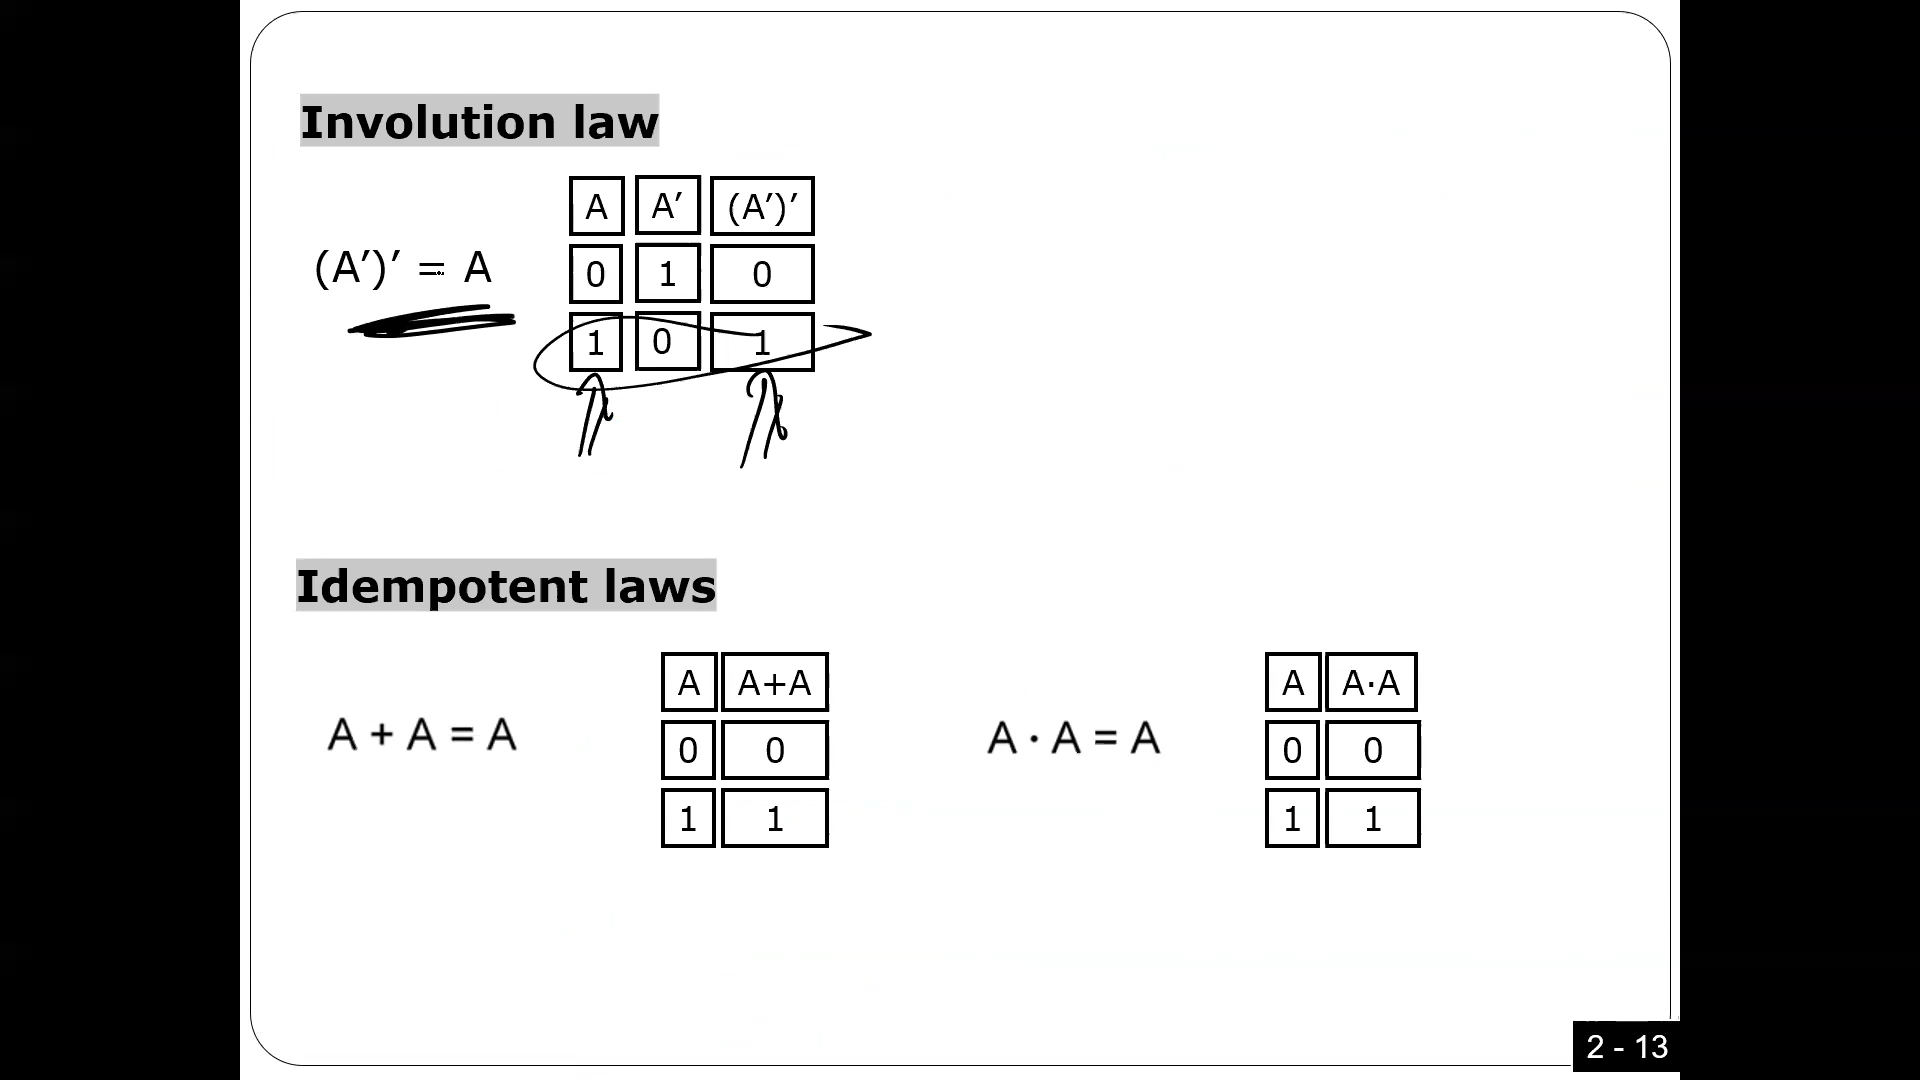 Involution law
(A′)′ = A
A A′ (A′)′
0 1 0
1 0 1
Idempotent laws
A + A = A
A A+A
0 0
1 1
A · A = A
A A·A
0 0
1 1
2 - 13